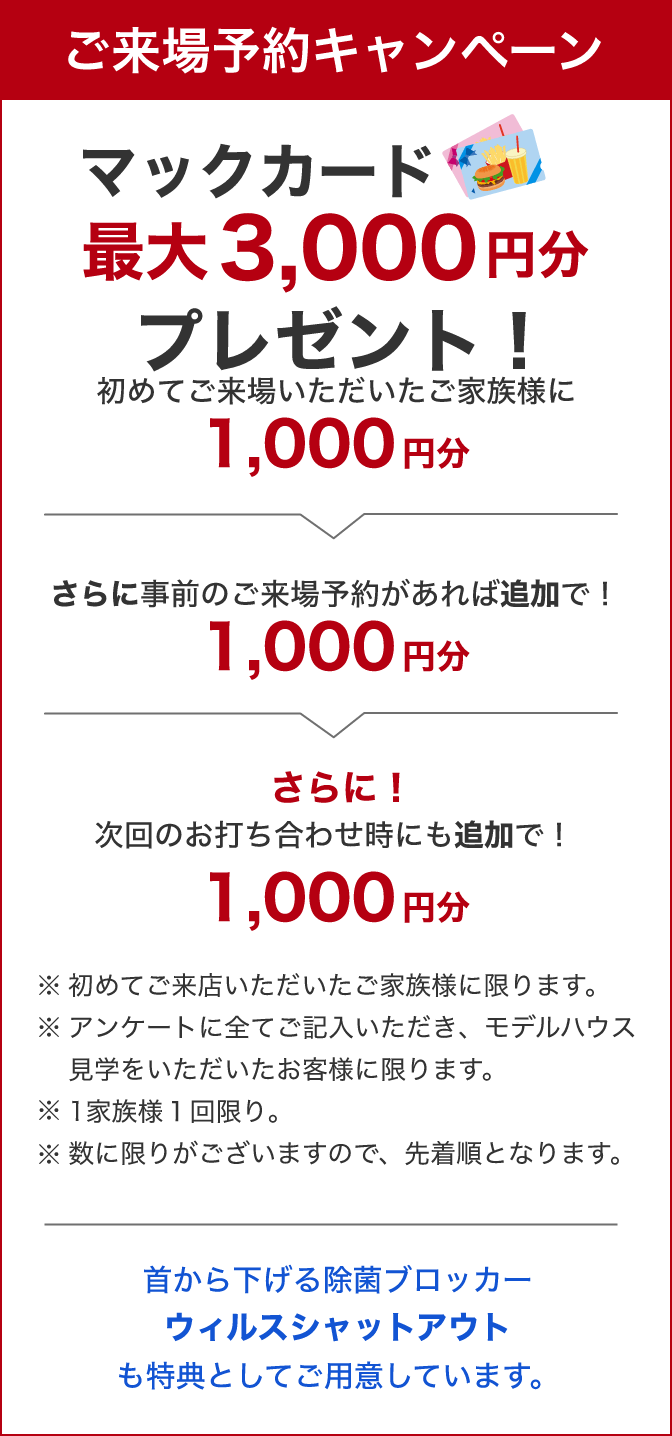 ご来場予約キャンペーン
マックカード
最大3,000円分
プレゼント！
初めてご来場いただいたご家族様に
1,000円分
さらに事前のご来場予約があれば追加で！
1,000円分
さらに！
次回のお打ち合わせ時にも追加で！
1,000円分
※ 初めてご来店いただいたご家族様に限ります。
※ アンケートに全てご記入いただき、モデルハウス
見学をいただいたお客様に限ります。
※ 1家族様１回限り。
※ 数に限りがございますので、先着順となります。
首から下げる除菌ブロッカー
ウィルスシャットアウト
も特典としてご用意しています。